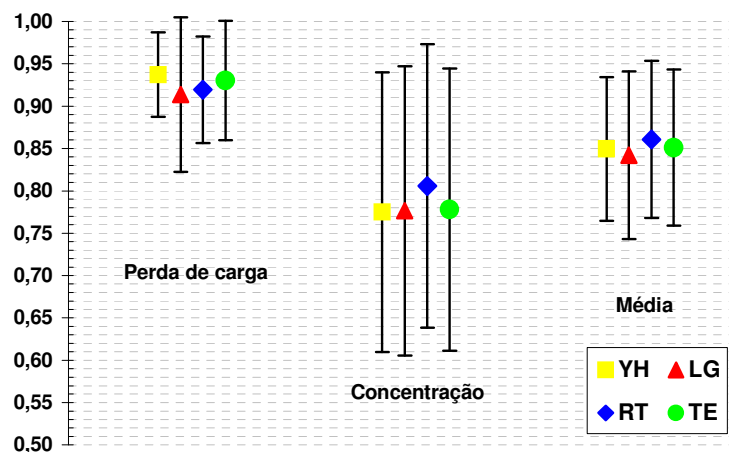 1,00
0,95
0,90
0,85
0,80
0,75
0,70
0,65
0,60
0,55
0,50
Perda de carga
Concentração
Média
YH LG
RT TE